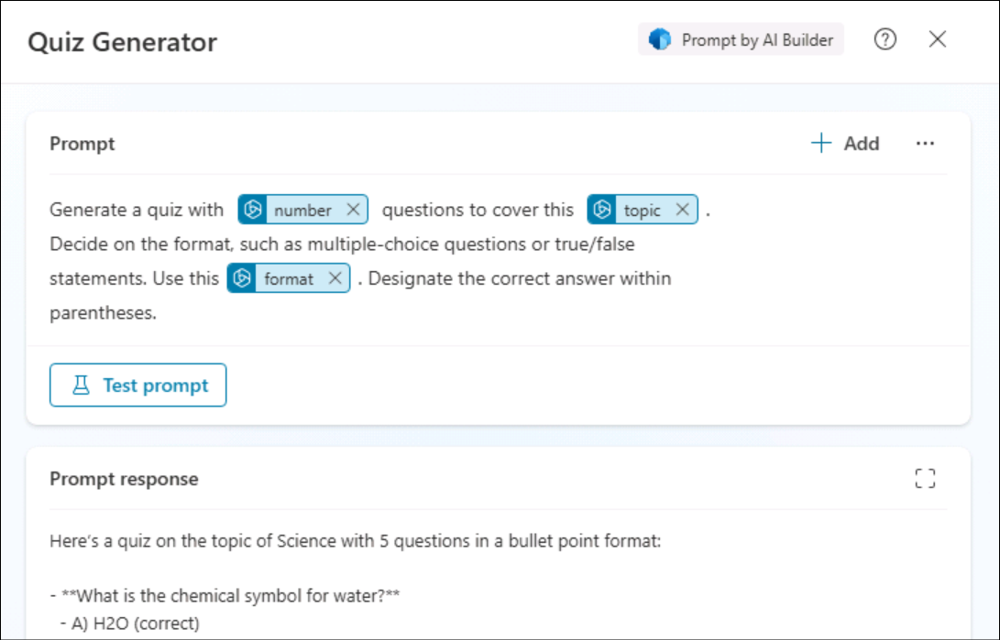 Quiz Generator
Prompt by AI Builder
Prompt
Add
Generate a quiz with number questions to cover this topic .
Decide on the format, such as multiple-choice questions or true/false
statements. Use this format . Designate the correct answer within
parentheses.
Test prompt
Prompt response
Here's a quiz on the topic of Science with 5 questions in a bullet point format:
- **What is the chemical symbol for water?**
- A) H2O (correct)